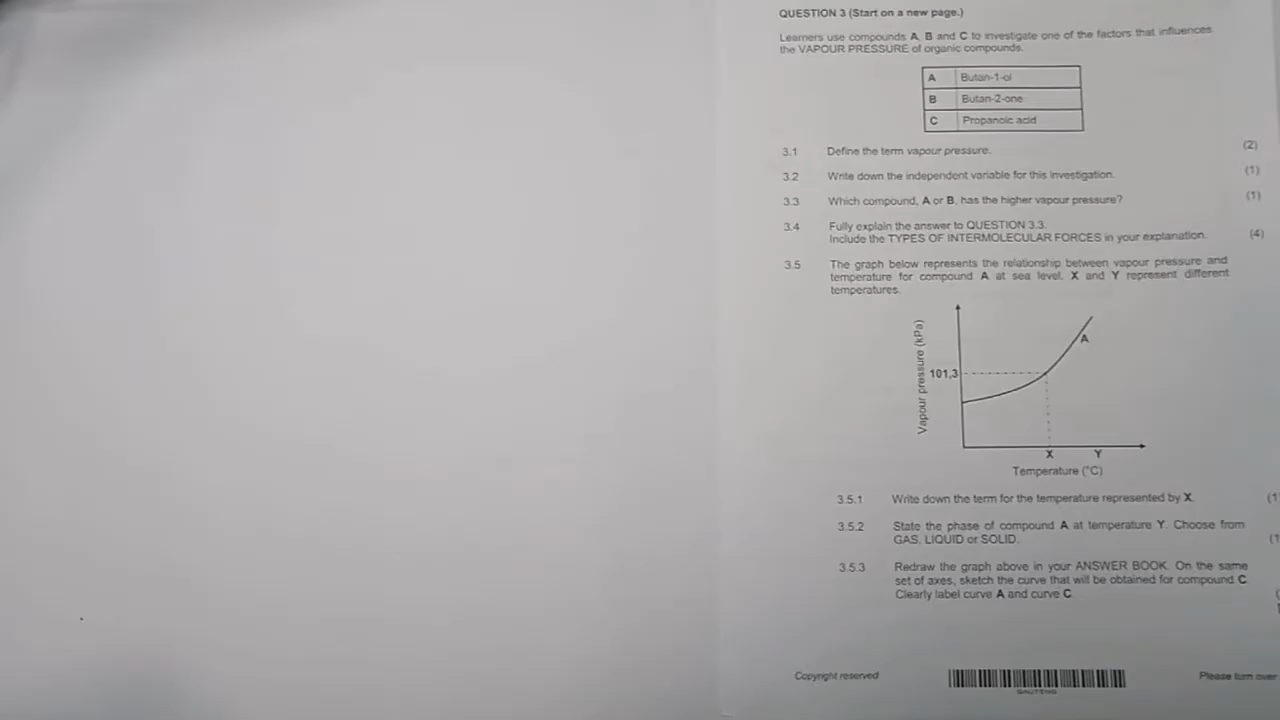 QUESTION 3 (Start on a new page.)
Learners use compounds A, B and C to investigate one of the factors that influences
the VAPOUR PRESSURE of organic compounds.
A Butan-1-ol
B Butan-2-one
C Propanoic acid
3.1 Define the term vapour pressure. (2)
3.2 Write down the independent variable for this investigation. (1)
3.3 Which compound, A or B, has the higher vapour pressure? (1)
3.4 Fully explain the answer to QUESTION 3.3.
Include the TYPES OF INTERMOLECULAR FORCES in your explanation. (4)
3.5 The graph below represents the relationship between vapour pressure and
temperature for compound A at sea level. X and Y represent different
temperatures.
Vapour pressure (kPa)
A
101,3
X Y
Temperature (°C)
3.5.1 Write down the term for the temperature represented by X. (1
3.5.2 State the phase of compound A at temperature Y. Choose from
GAS, LIQUID or SOLID. (1
3.5.3 Redraw the graph above in your ANSWER BOOK. On the same
set of axes, sketch the curve that will be obtained for compound C.
Clearly label curve A and curve C.
Copyright reserved Please turn over
GAUTENG